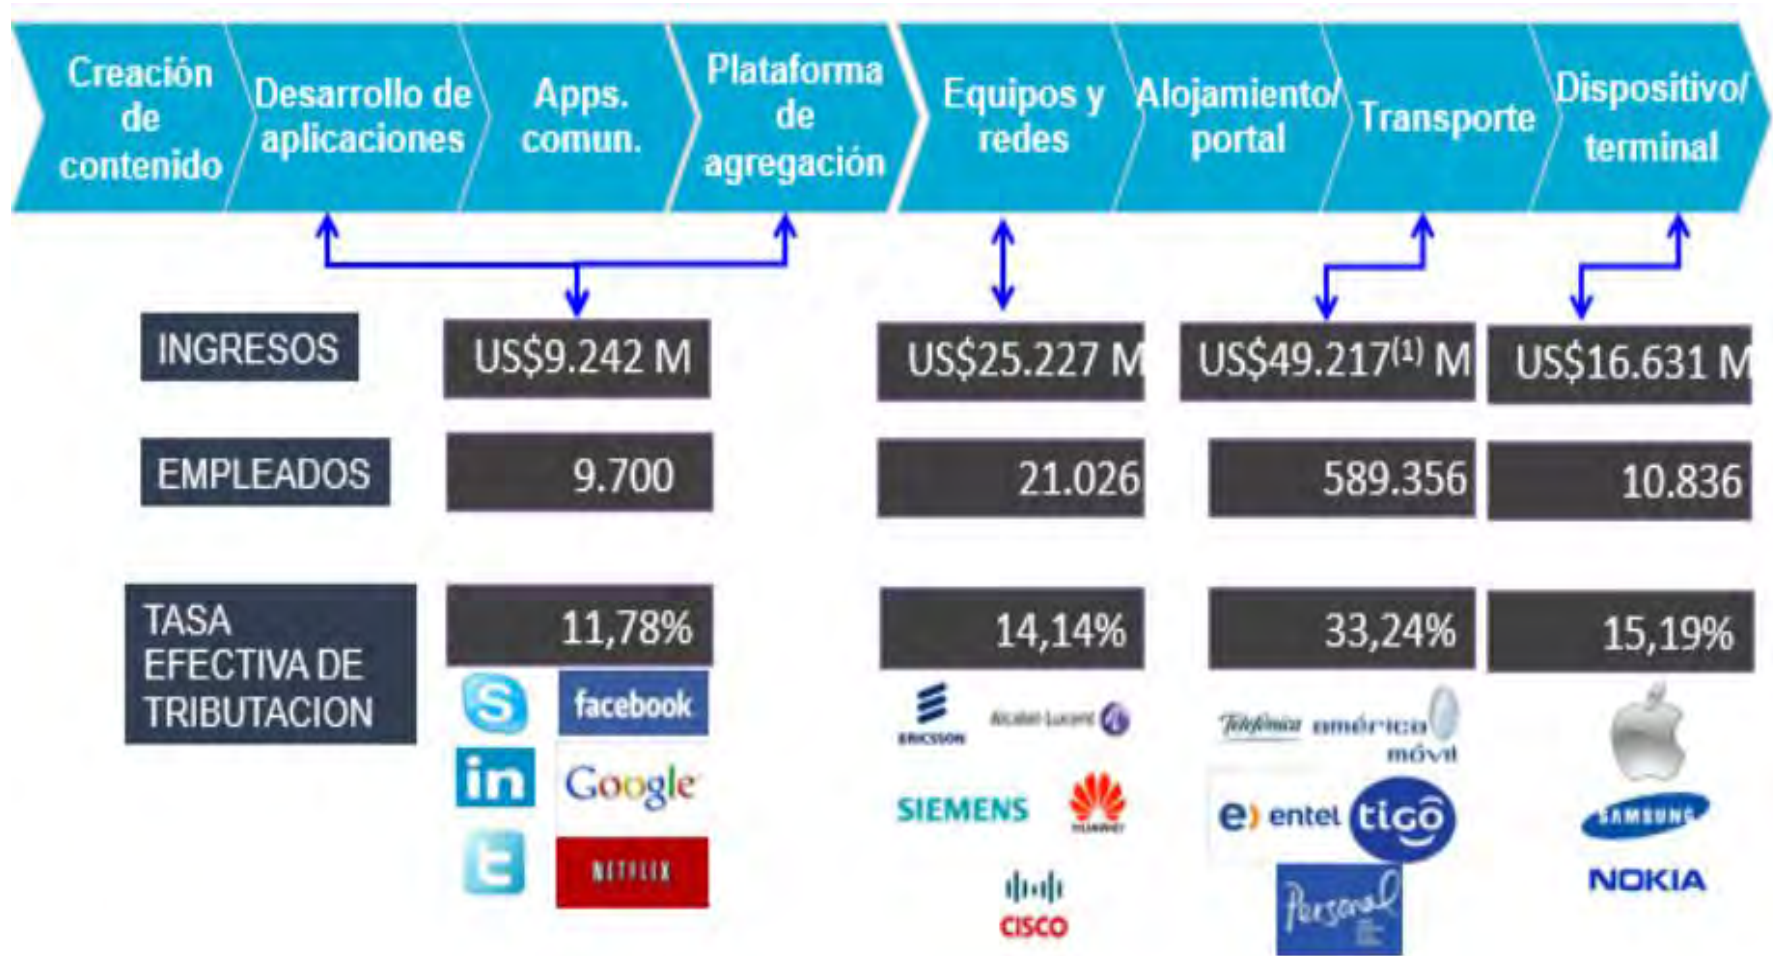 Creación
de
contenido
Desarrollo de
aplicaciones
Apps.
comun.
Plataforma
de
agregación
Equipos y
redes
Alojamiento/
portal
Transporte
Dispositivo/
terminal
INGRESOS
US$9.242 M
US$25.227 M
US$49.217(1) M
US$16.631 M
EMPLEADOS
9.700
21.026
589.356
10.836
TASA
EFECTIVA DE
TRIBUTACION
11,78%
14,14%
33,24%
15,19%
S
facebook
in
Google
t
NETFLIX
ERICSSON
Alcatel-Lucent
SIEMENS
HUAWEI
CISCO
Telefónica
américa
móvil
e) entel
tigo
Personal
SAMSUNG
NOKIA